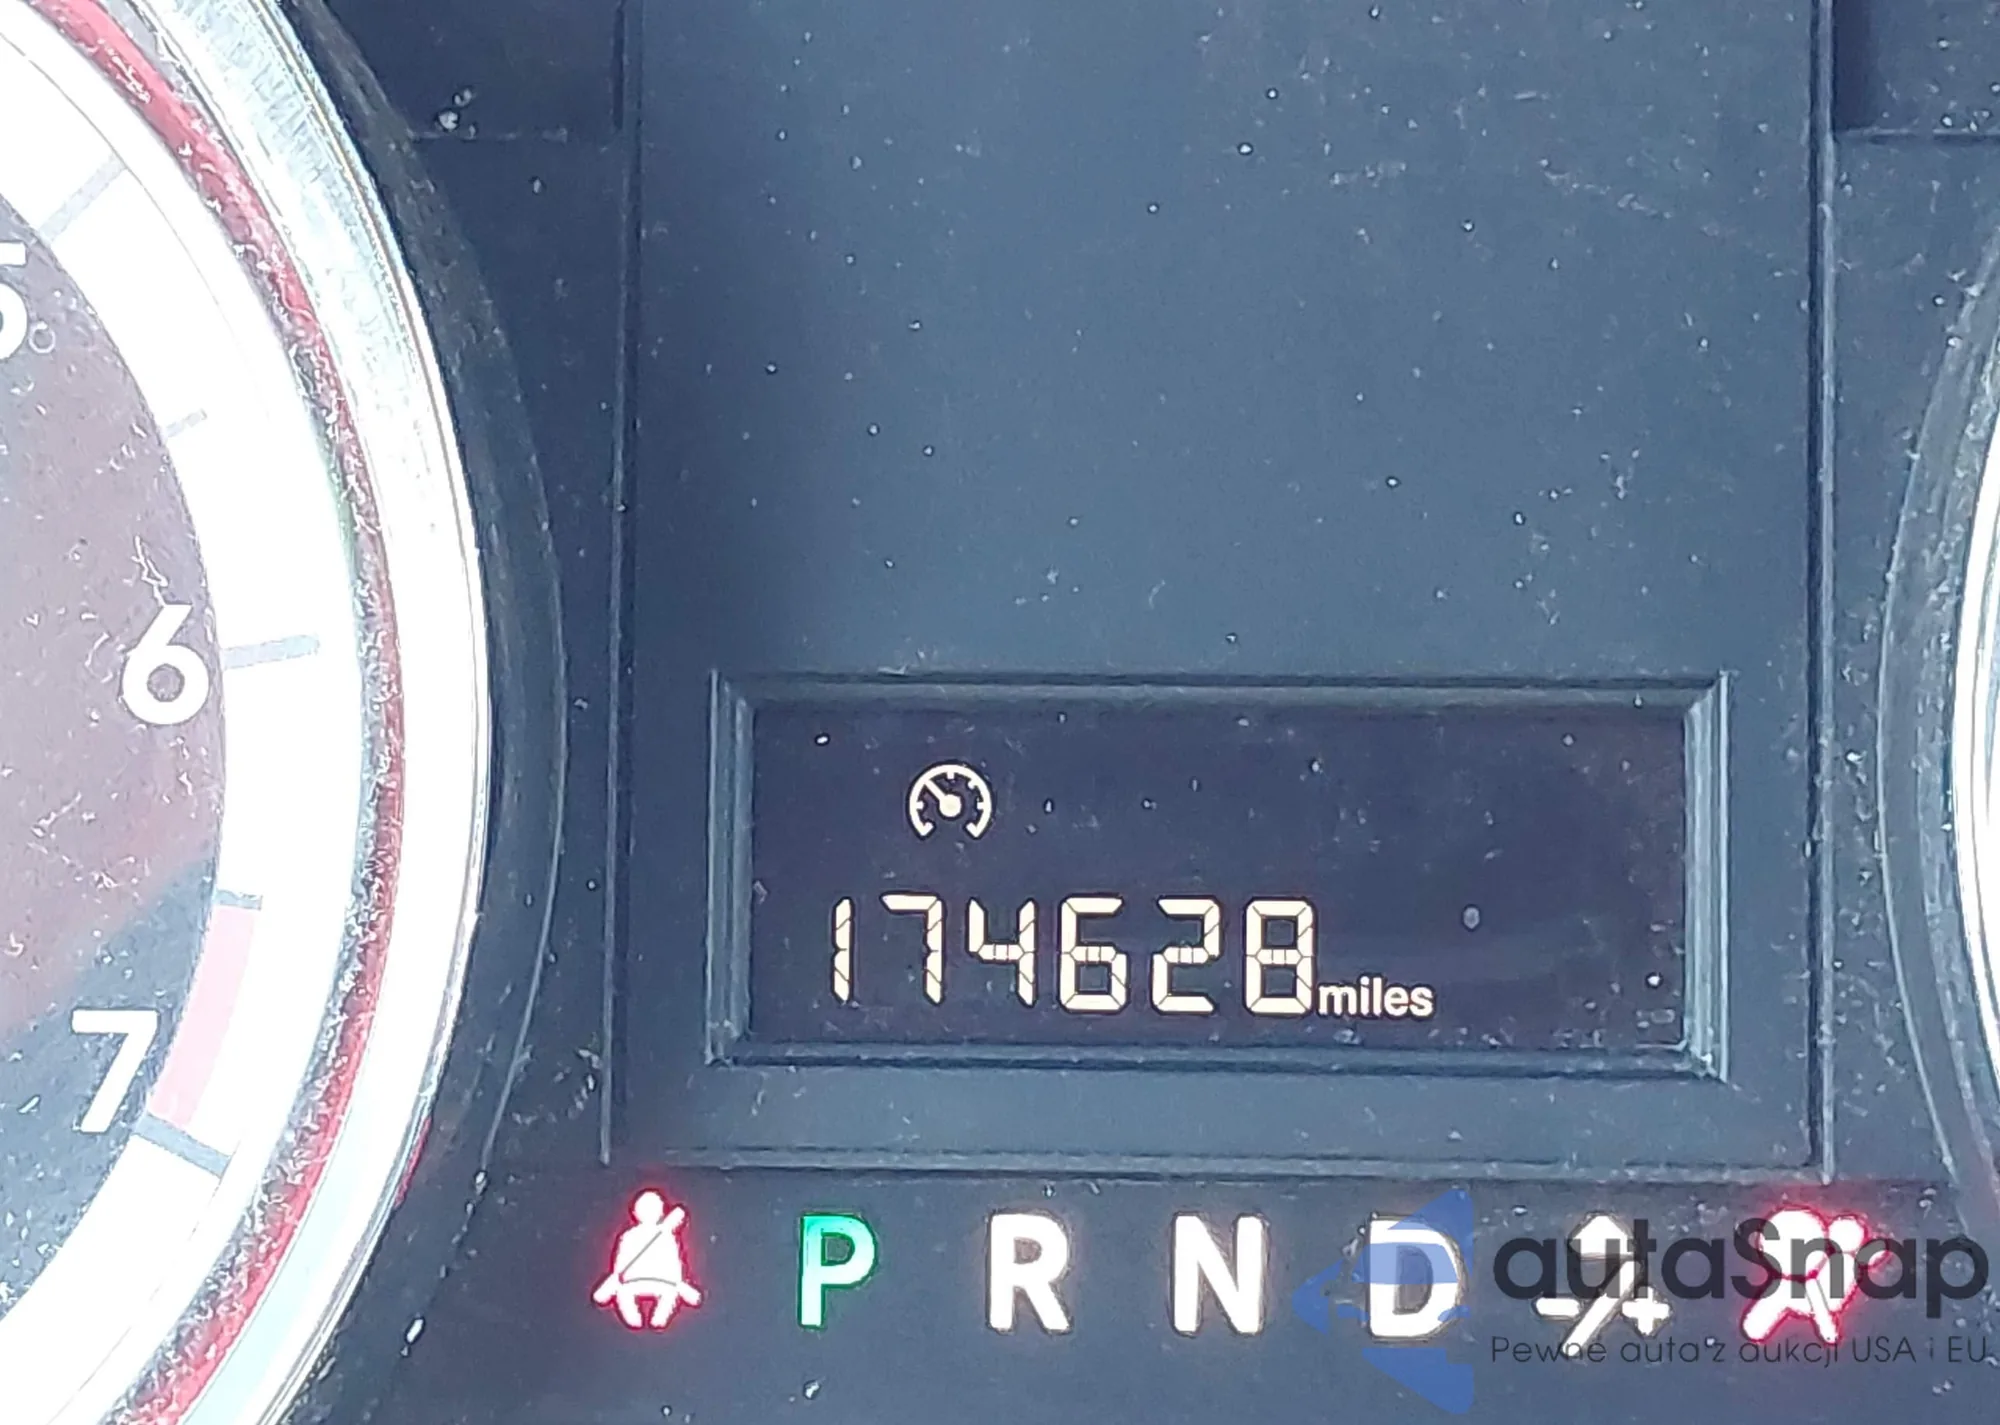 5
6
7
174628 miles
P R N D -/+
autaSnap
Pewne auta z aukcji USA i EU